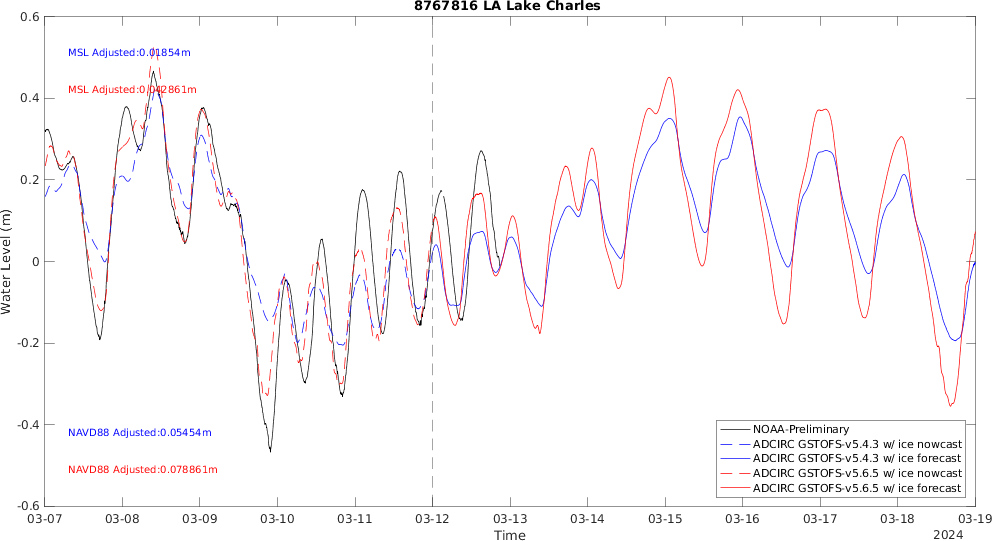 8767816 LA Lake Charles
0.6
0.4
0.2
0
-0.2
-0.4
-0.6
Water Level (m)
MSL Adjusted:0.01854m
MSL Adjusted:0.042861m
NAVD88 Adjusted:0.05454m
NAVD88 Adjusted:0.078861m
NOAA-Preliminary
ADCIRC GSTOFS-v5.4.3 w/ ice nowcast
ADCIRC GSTOFS-v5.4.3 w/ ice forecast
ADCIRC GSTOFS-v5.6.5 w/ ice nowcast
ADCIRC GSTOFS-v5.6.5 w/ ice forecast
03-07 03-08 03-09 03-10 03-11 03-12 03-13 03-14 03-15 03-16 03-17 03-18 03-19
Time
2024